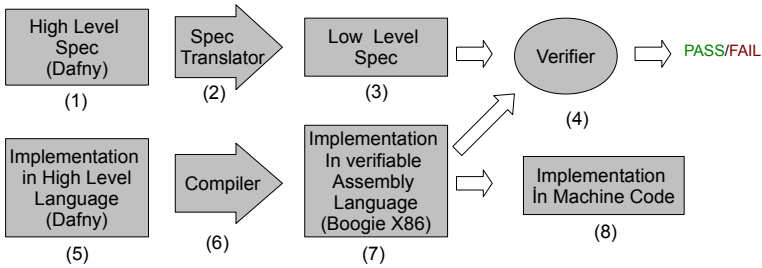 High Level
Spec
(Dafny)
(1)
Spec
Translator
(2)
Low Level
Spec
(3)
Verifier
(4)
PASS/FAIL
Implementation
in High Level
Language
(Dafny)
(5)
Compiler
(6)
Implementation
In verifiable
Assembly
Language
(Boogie X86)
(7)
Implementation
İn Machine Code
(8)